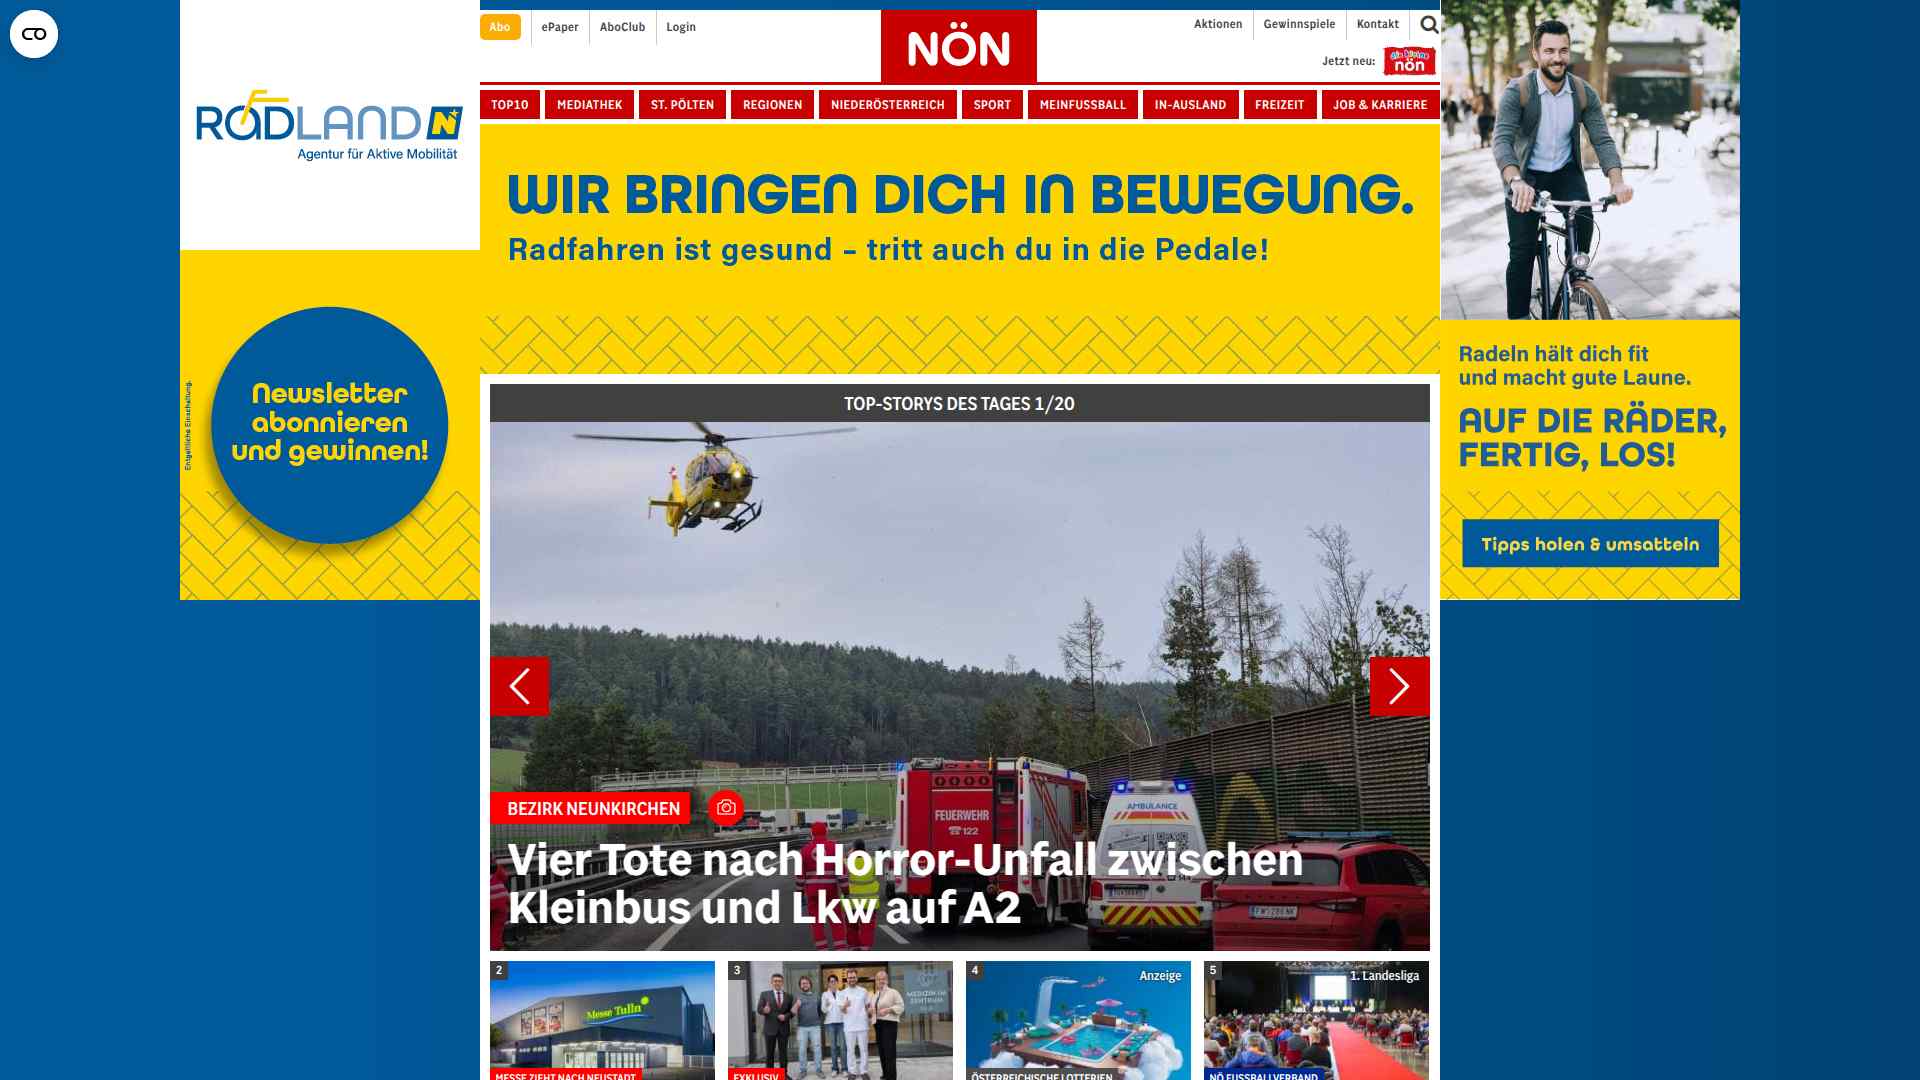 Abo
ePaper
AboClub
Login
NÖN
Aktionen
Gewinnspiele
Kontakt
Jetzt neu:
die kleine
nön
TOP10
MEDIATHEK
ST. PÖLTEN
REGIONEN
NIEDERÖSTERREICH
SPORT
MEINFUSSBALL
IN-AUSLAND
FREIZEIT
JOB & KARRIERE
RADLAND N
Agentur für Aktive Mobilität
WIR BRINGEN DICH IN BEWEGUNG.
Radfahren ist gesund – tritt auch du in die Pedale!
Entgeltliche Einschaltung.
Newsletter
abonnieren
und gewinnen!
Radeln hält dich fit
und macht gute Laune.
AUF DIE RÄDER,
FERTIG, LOS!
Tipps holen & umsatteln
TOP-STORYS DES TAGES 1/20
FEUERWEHR
☎122
AMBULANCE
BEZIRK NEUNKIRCHEN
Vier Tote nach Horror-Unfall zwischen
Kleinbus und Lkw auf A2
2
Messe Tulln
MESSE ZIEHT NACH NEUSTADT
3
MEDIZIN IM
ZENTRUM
EXKLUSIV
4
Anzeige
ÖSTERREICHISCHE LOTTERIEN
5
1. Landesliga
NÖ FUSSBALLVERBAND